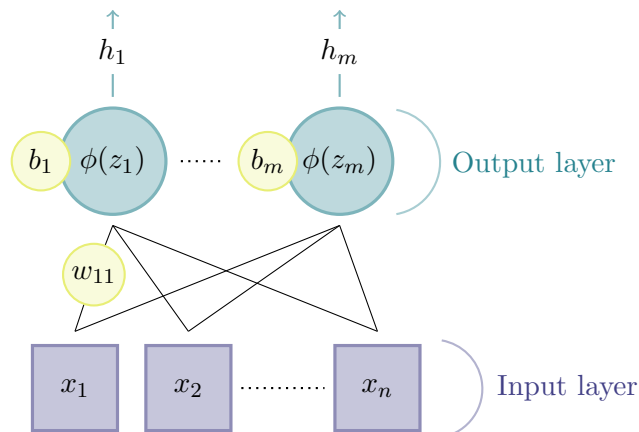 h₁ hₘ
b₁ ϕ(z₁) ...... bₘ ϕ(zₘ) Output layer
w₁₁
x₁ x₂ ........... xₙ Input layer